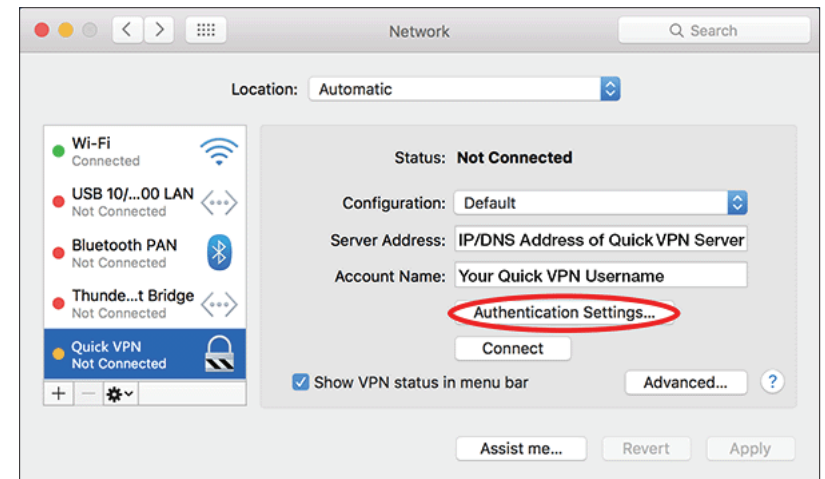 Network
Search
Location: Automatic
Wi-Fi
Connected
USB 10/...00 LAN
Not Connected
Bluetooth PAN
Not Connected
Thunde...t Bridge
Not Connected
Quick VPN
Not Connected
Status: Not Connected
Configuration: Default
Server Address: IP/DNS Address of Quick VPN Server
Account Name: Your Quick VPN Username
Authentication Settings...
Connect
Show VPN status in menu bar
Advanced... ?
Assist me... Revert Apply